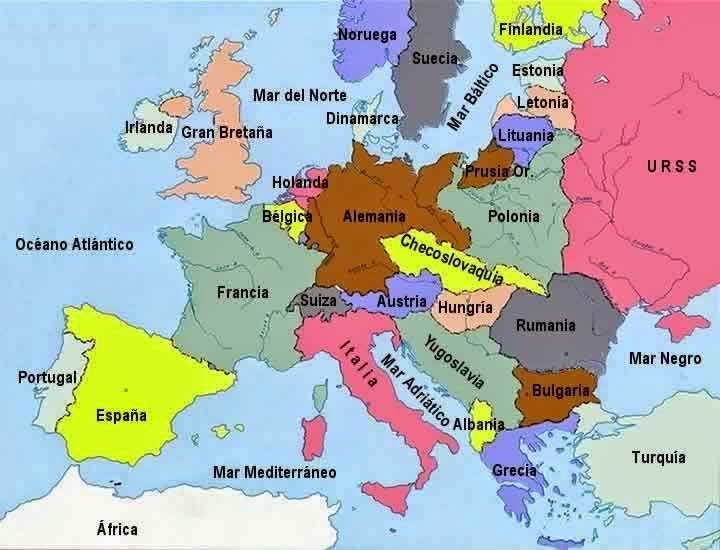 Noruega
Finlandia
Suecia
Estonia
Mar Báltico
Mar del Norte
Letonia
Dinamarca
Irlanda
Gran Bretaña
Lituania
URSS
Prusia Or.
Holanda
Bélgica
Alemania
Polonia
Océano Atlántico
Checoslovaquia
Francia
Suiza
Austria
Hungría
Rumania
Italia
Yugoslavia
Mar Negro
Portugal
Mar Adriático
Bulgaria
España
Albania
Turquía
Mar Mediterráneo
Grecia
África